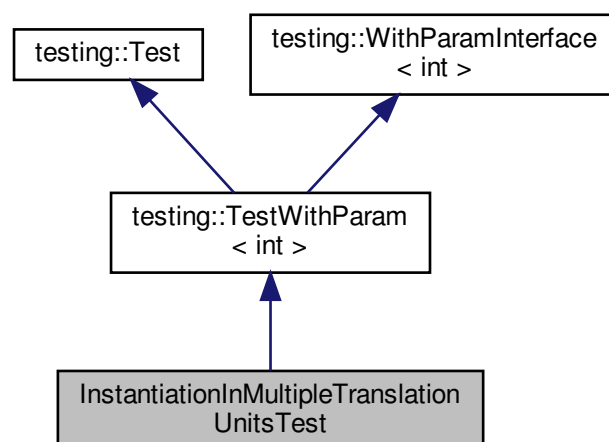 testing::Test
testing::WithParamInterface
< int >
testing::TestWithParam
< int >
InstantiationInMultipleTranslation
UnitsTest